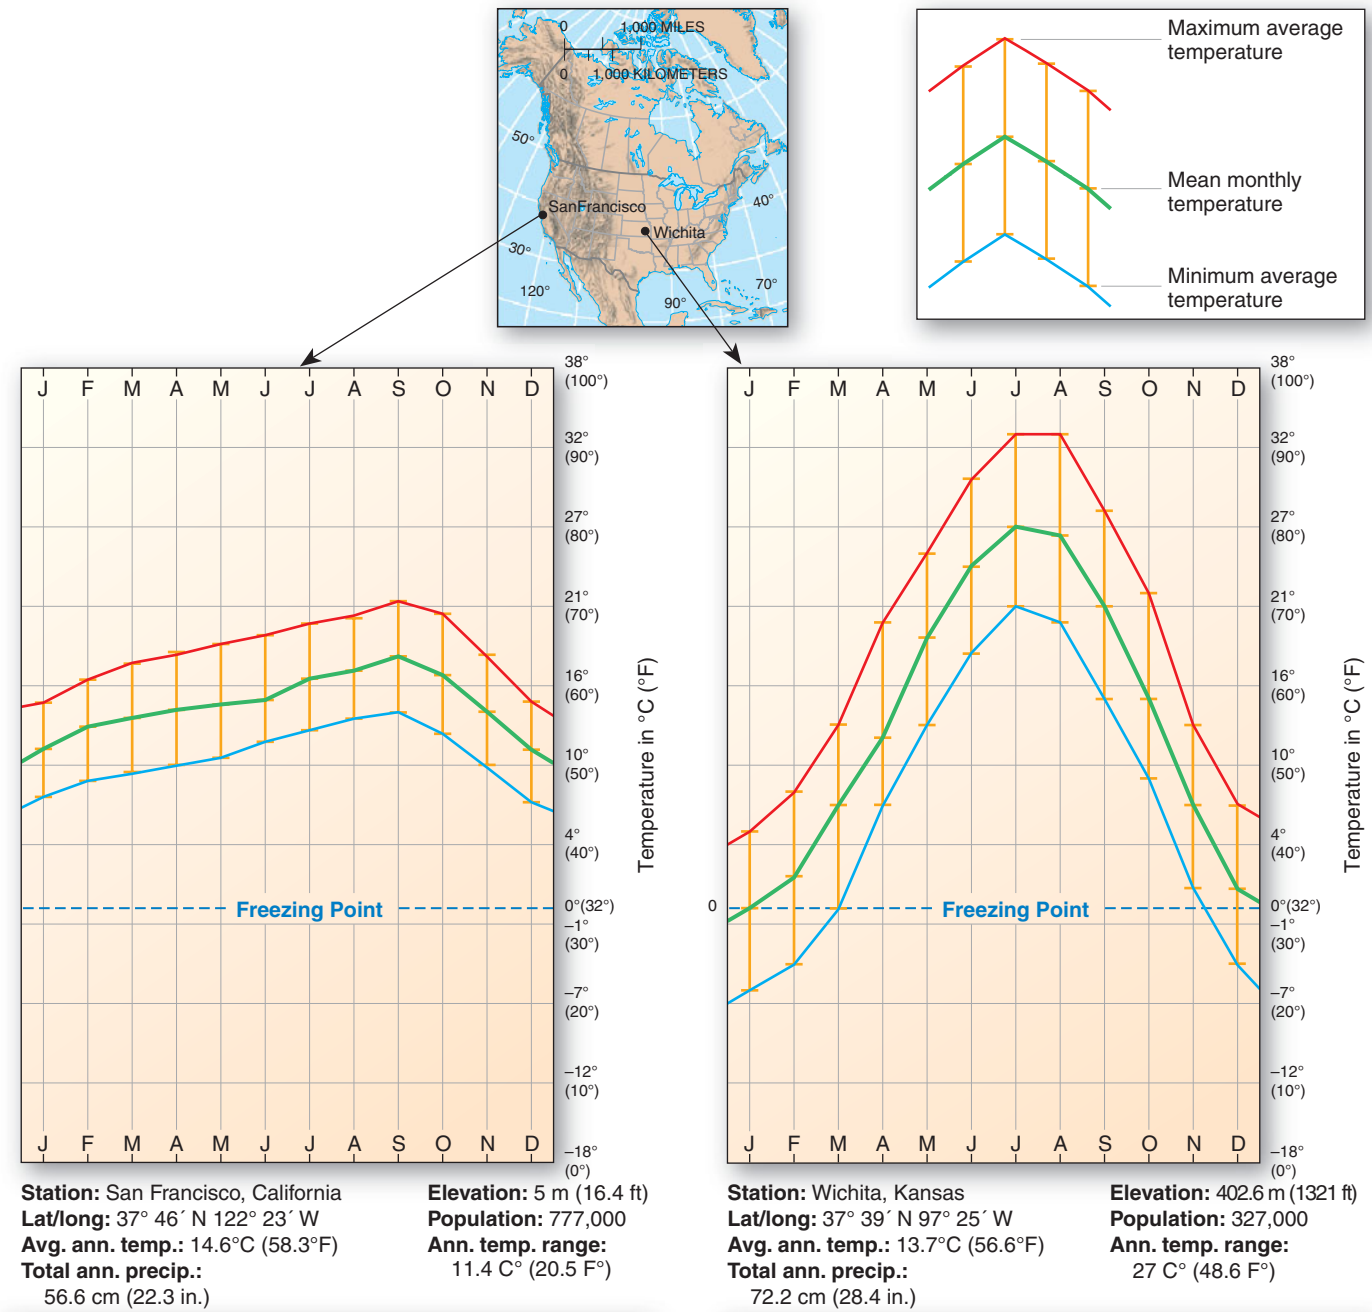 0 1,000 MILES
0 1,000 KILOMETERS
50°
40°
30°
120°
90°
70°
SanFrancisco
Wichita
Maximum average
temperature
Mean monthly
temperature
Minimum average
temperature
J F M A M J J A S O N D
38°
(100°)
32°
(90°)
27°
(80°)
21°
(70°)
16°
(60°)
10°
(50°)
4°
(40°)
0°(32°)
–1°
(30°)
–7°
(20°)
–12°
(10°)
–18°
(0°)
Temperature in °C (°F)
Freezing Point
J F M A M J J A S O N D
Station: San Francisco, California
Lat/long: 37° 46´ N 122° 23´ W
Avg. ann. temp.: 14.6°C (58.3°F)
Total ann. precip.:
56.6 cm (22.3 in.)
Elevation: 5 m (16.4 ft)
Population: 777,000
Ann. temp. range:
11.4 C° (20.5 F°)
J F M A M J J A S O N D
38°
(100°)
32°
(90°)
27°
(80°)
21°
(70°)
16°
(60°)
10°
(50°)
4°
(40°)
0
0°(32°)
–1°
(30°)
–7°
(20°)
–12°
(10°)
–18°
(0°)
Temperature in °C (°F)
Freezing Point
J F M A M J J A S O N D
Station: Wichita, Kansas
Lat/long: 37° 39´ N 97° 25´ W
Avg. ann. temp.: 13.7°C (56.6°F)
Total ann. precip.:
72.2 cm (28.4 in.)
Elevation: 402.6 m (1321 ft)
Population: 327,000
Ann. temp. range:
27 C° (48.6 F°)